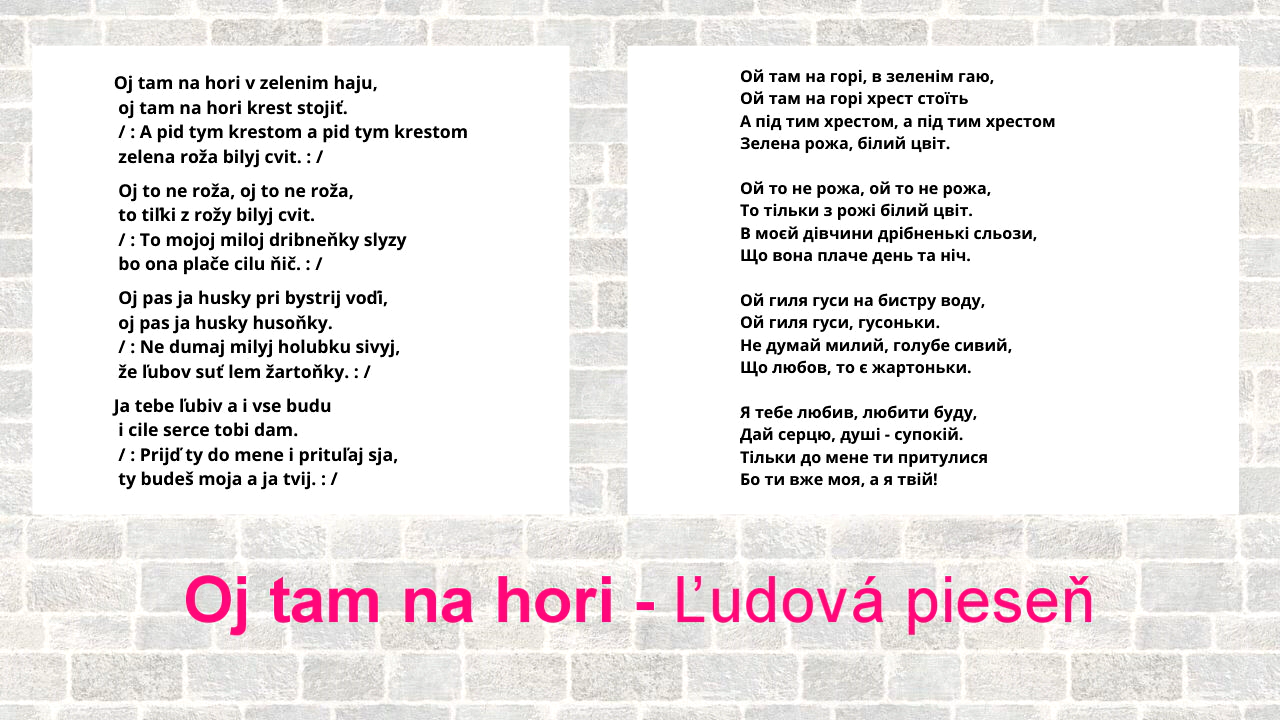 Oj tam na hori v zelenim haju,
oj tam na hori krest stojiť.
/ : A pid tym krestom a pid tym krestom
zelena roža bilyj cvit. : /
Oj to ne roža, oj to ne roža,
to tiľki z rožy bilyj cvit.
/ : To mojoj miloj dribneňky slyzy
bo ona plače cilu ňič. : /
Oj pas ja husky pri bystrij vodľi,
oj pas ja husky husoňky.
/ : Ne dumaj milyj holubku sivyj,
že ľubov suť lem žartoňky. : /
Ja tebe ľubiv a i vse budu
i cile serce tobi dam.
/ : Prijď ty do mene i prituľaj sja,
ty budeš moja a ja tvij. : /
Ой там на горі, в зеленім гаю,
Ой там на горі хрест стоїть
А під тим хрестом, а під тим хрестом
Зелена рожа, білий цвіт.
Ой то не рожа, ой то не рожа,
То тільки з рожі білий цвіт.
В моєй дівчини дрібненькі сльози,
Що вона плаче день та ніч.
Ой гиля гуси на бистру воду,
Ой гиля гуси, гусоньки.
Не думай милий, голубе сивий,
Що любов, то є жартоньки.
Я тебе любив, любити буду,
Дай серцю, душі - супокій.
Тільки до мене ти притулися
Бо ти вже моя, а я твій!
Oj tam na hori - Ľudová pieseň